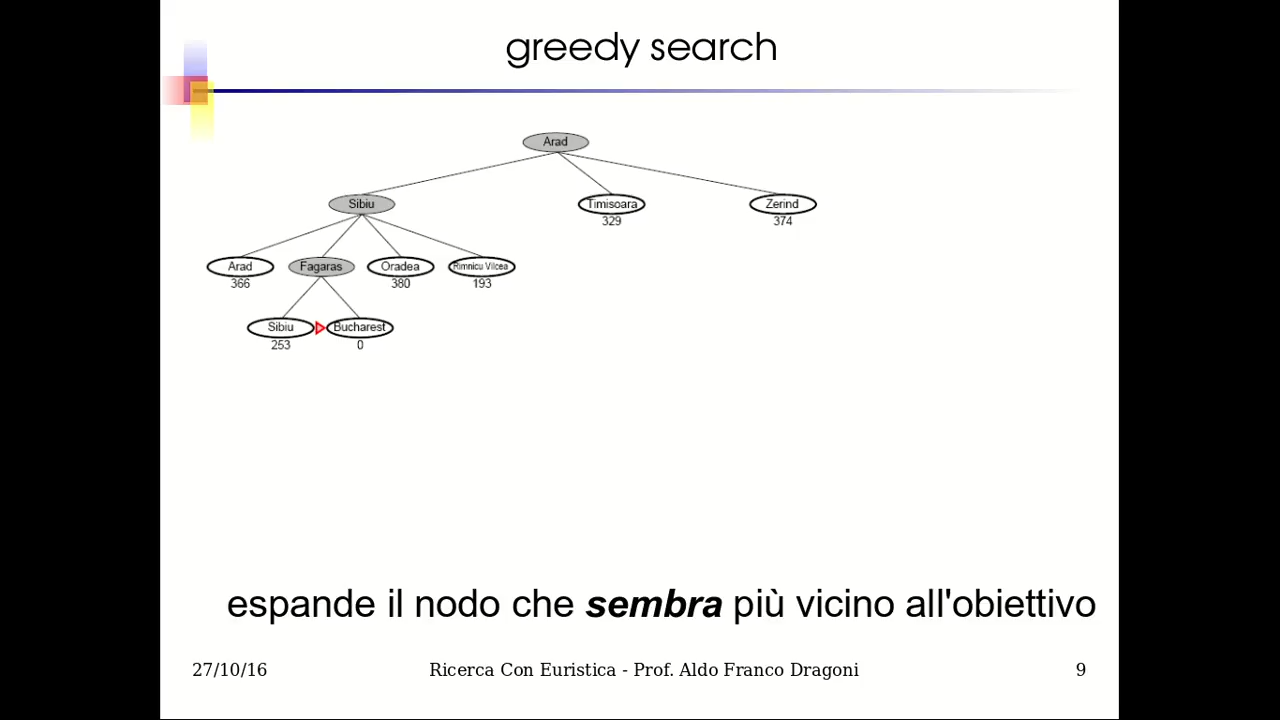 greedy search
Arad
Sibiu
Timisoara
Zerind
329
374
Arad
Fagaras
Oradea
Rimnicu Vilcea
366
380
193
Sibiu
Bucharest
253
0
espande il nodo che sembra più vicino all'obiettivo
27/10/16
Ricerca Con Euristica - Prof. Aldo Franco Dragoni
9